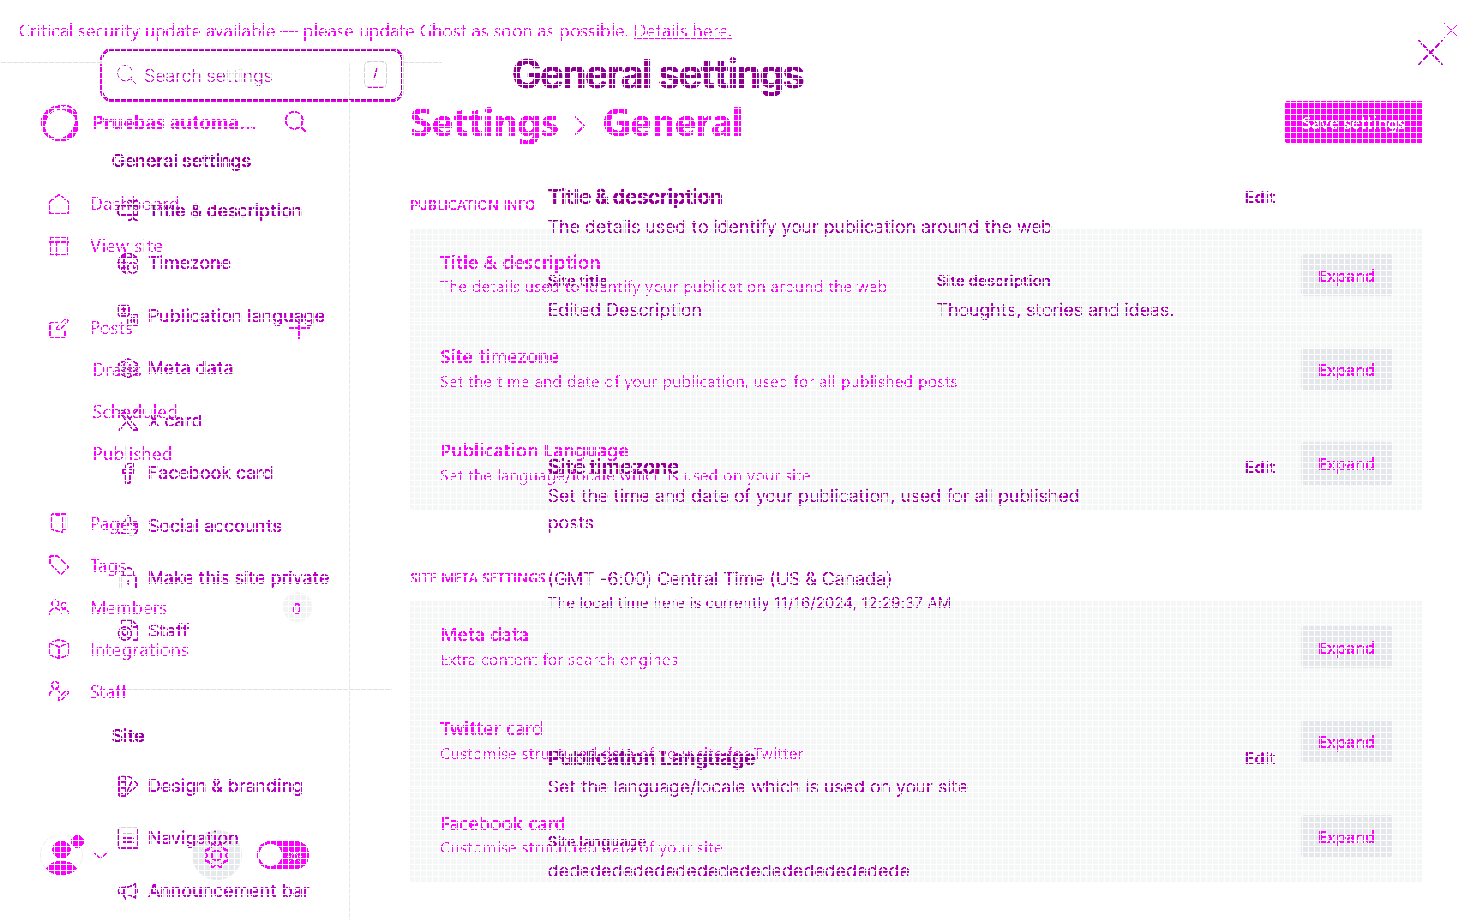 Critical security update available — please update Ghost as soon as possible. Details here.
Search settings /
General settings
Pruebas automa...
Settings › General
Save settings
General settings
Dashboard
Title & description
View site
Timezone
Posts
Publication language
Drafts
Meta data
Scheduled
X card
Published
Facebook card
Pages
Social accounts
Tags
Make this site private
Members 0
Staff
Integrations
Staff
Site
Design & branding
Navigation
Announcement bar
PUBLICATION INFO
Title & description
Edit
The details used to identify your publication around the web
Title & description
The details used to identify your publication around the web
Expand
Site title
Edited Description
Site description
Thoughts, stories and ideas.
Site timezone
Set the time and date of your publication, used for all published posts
Expand
Publication Language
Set the language/locale which is used on your site
Expand
Site timezone
Edit
Set the time and date of your publication, used for all published
posts
SITE META SETTINGS
(GMT -6:00) Central Time (US & Canada)
The local time here is currently 11/16/2024, 12:29:37 AM
Meta data
Extra content for search engines
Expand
Twitter card
Customise structured data of your site for Twitter
Expand
Publication Language
Edit
Set the language/locale which is used on your site
Facebook card
Customise structured data of your site
Expand
Site language
dedededededededededededededededede